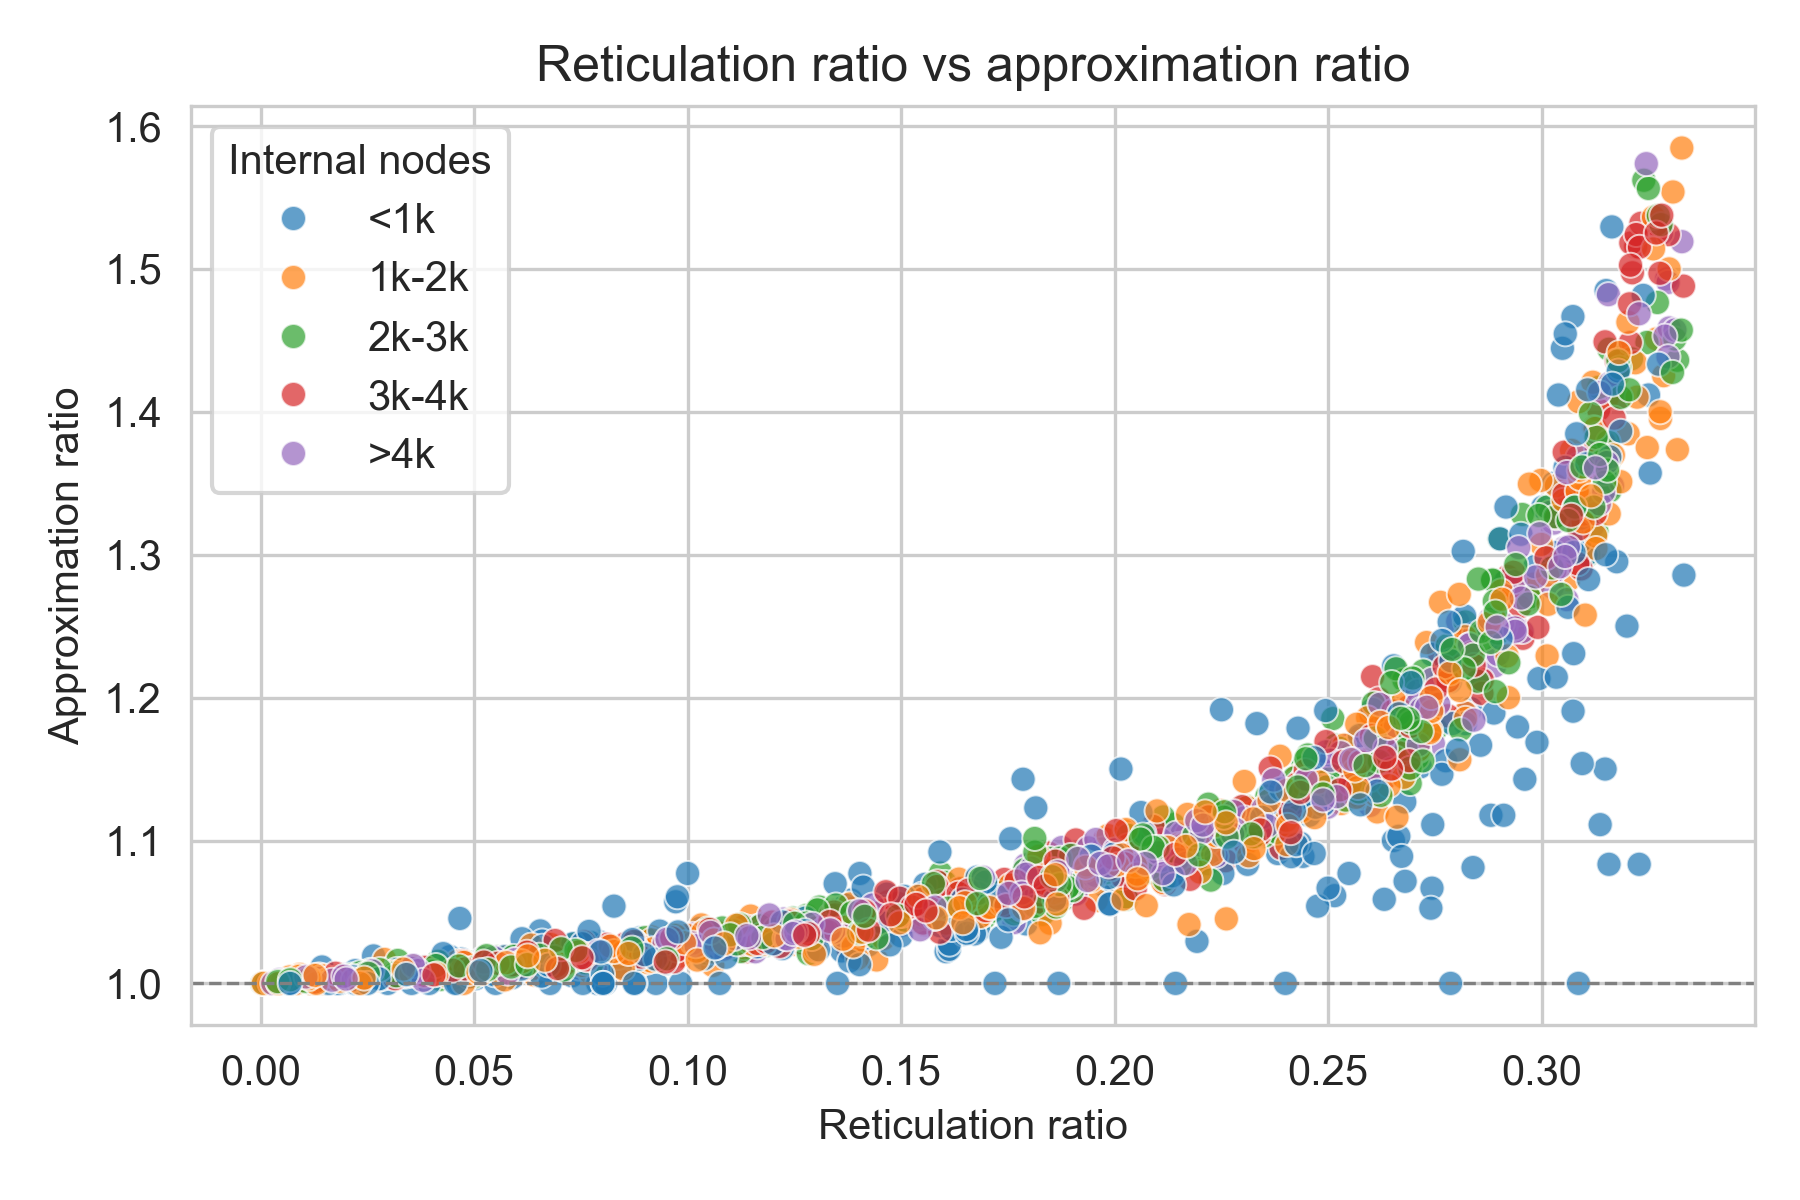 Reticulation ratio vs approximation ratio
Internal nodes
<1k
1k-2k
2k-3k
3k-4k
>4k
Approximation ratio
1.6
1.5
1.4
1.3
1.2
1.1
1.0
0.00 0.05 0.10 0.15 0.20 0.25 0.30
Reticulation ratio